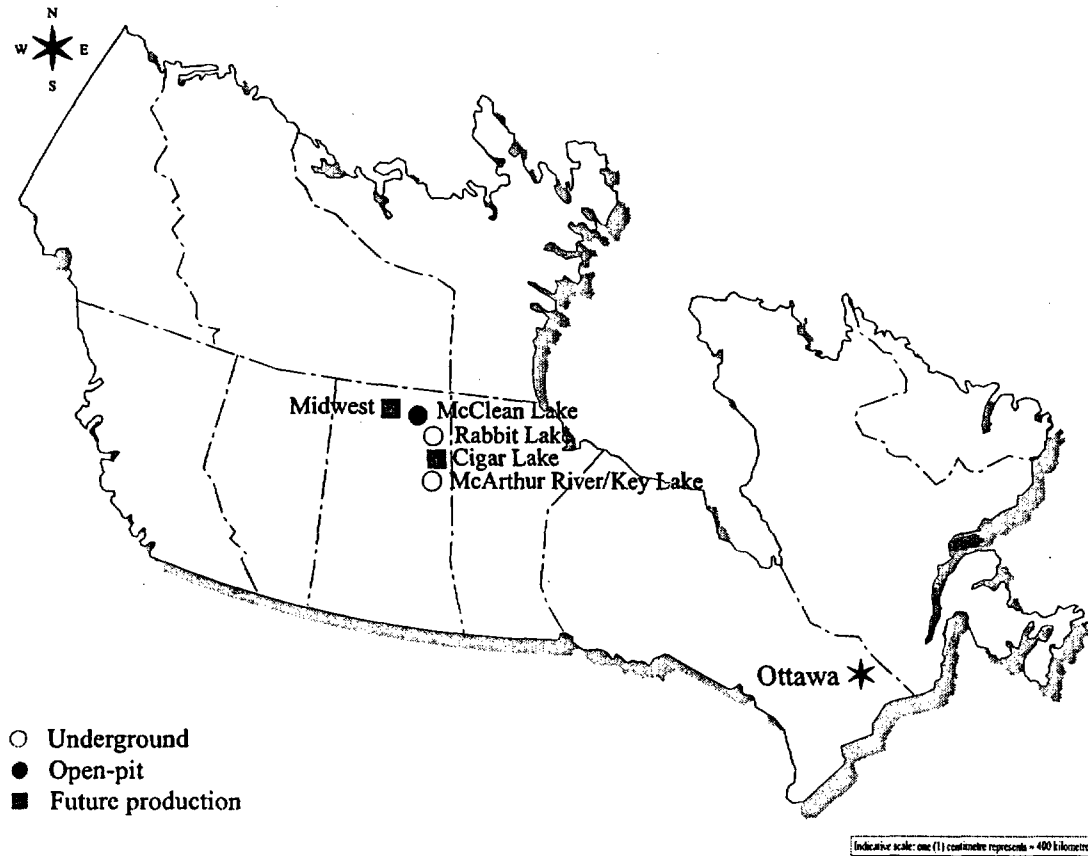 N
W E
S
Midwest
McClean Lake
Rabbit Lake
Cigar Lake
McArthur River/Key Lake
Ottawa
Underground
Open-pit
Future production
Indicative scale: one (1) centimetre represents ~ 400 kilometres